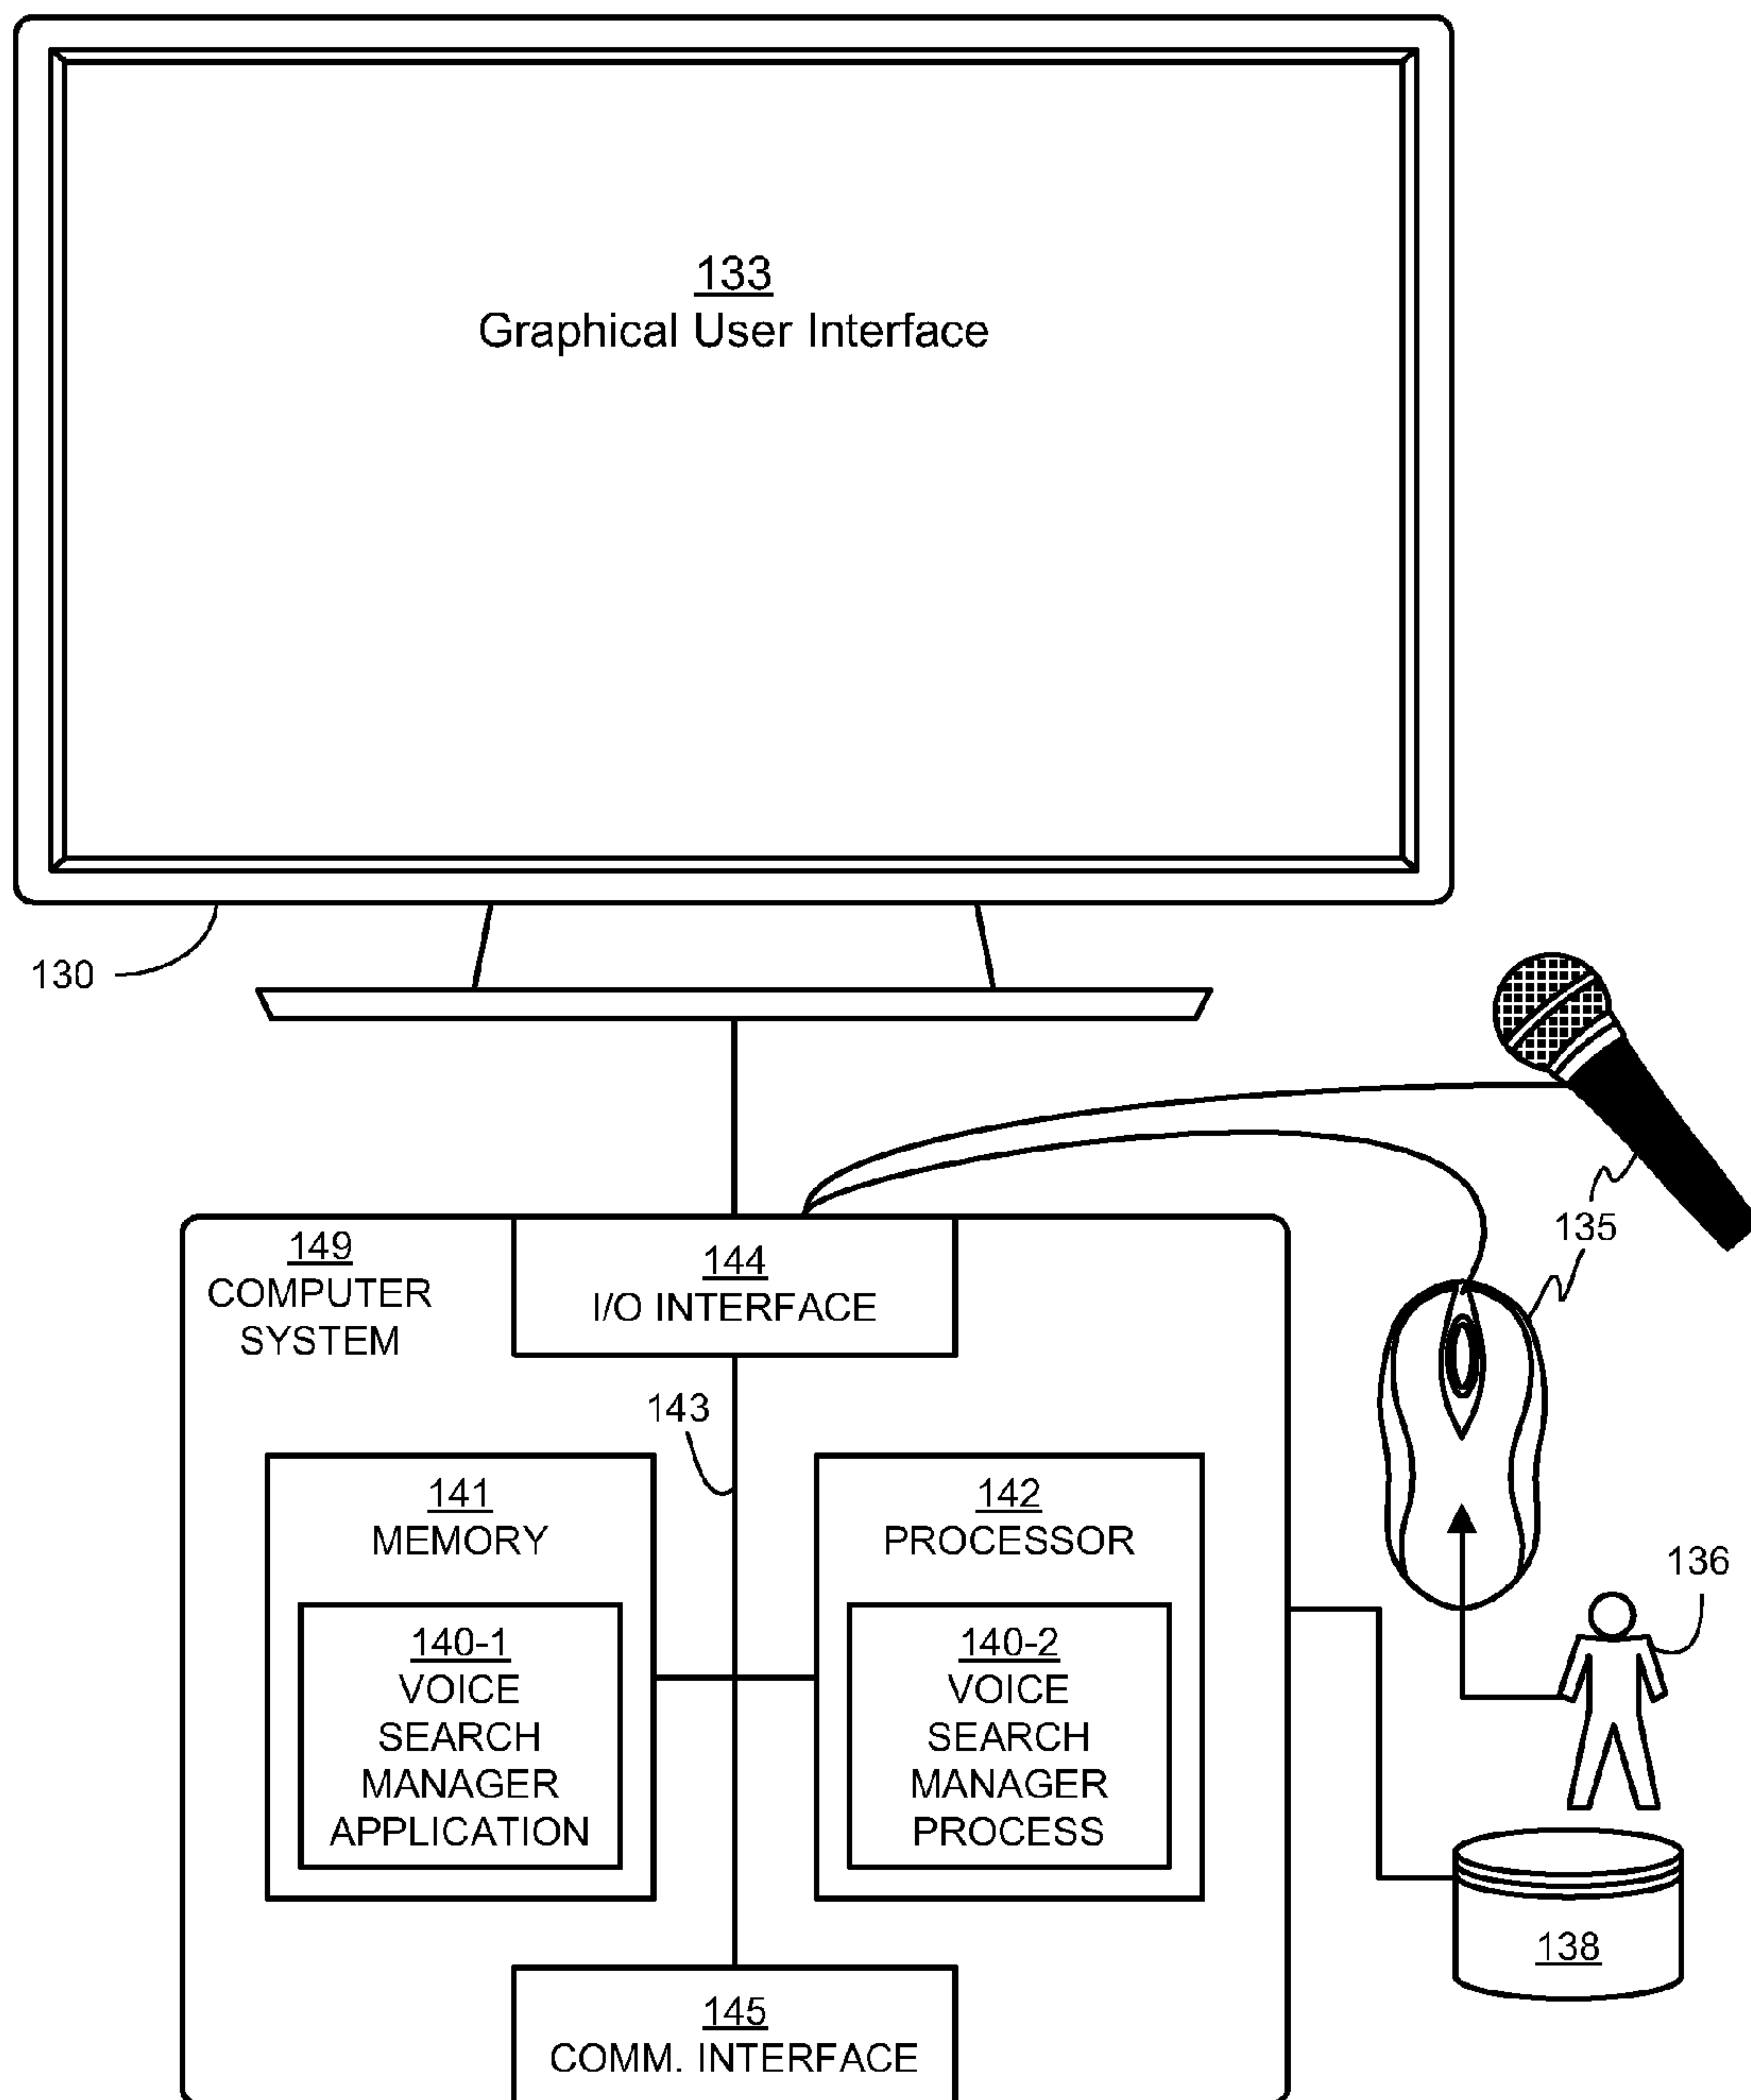 133
Graphical User Interface
130
135
149
COMPUTER
SYSTEM
144
I/O INTERFACE
143
141
MEMORY
142
PROCESSOR
136
140-1
VOICE
SEARCH
MANAGER
APPLICATION
140-2
VOICE
SEARCH
MANAGER
PROCESS
138
145
COMM. INTERFACE